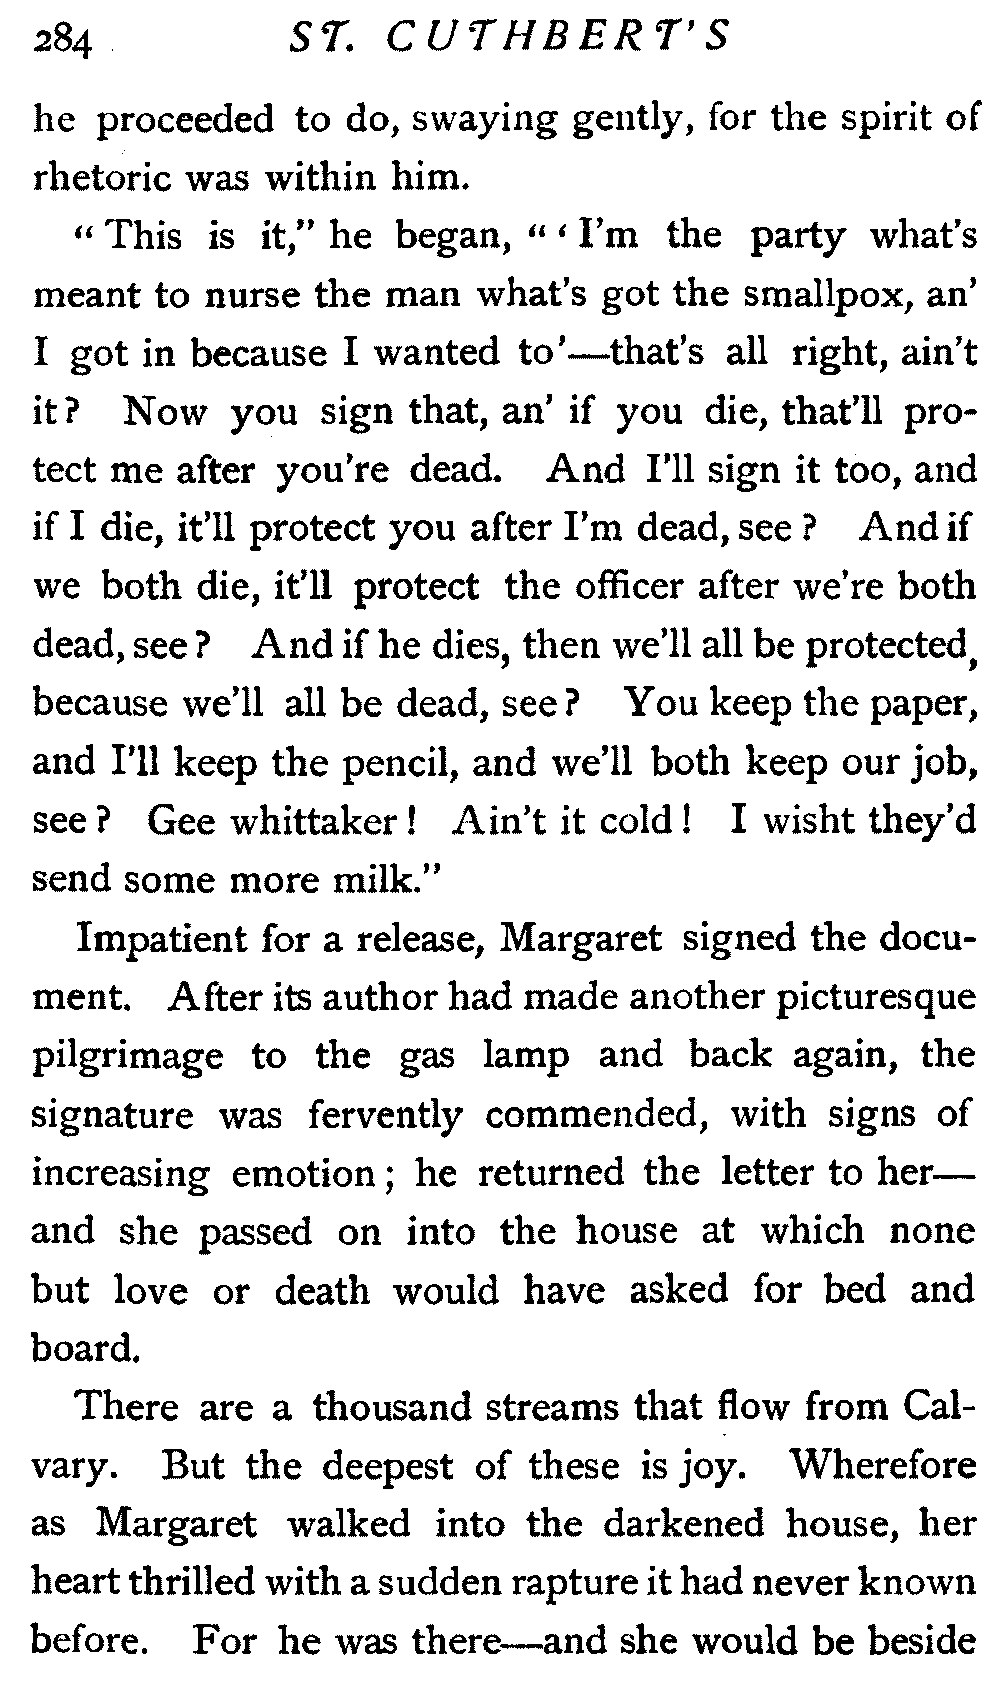 284 ST. CUTHBERT'S
he proceeded to do, swaying gently, for the spirit of
rhetoric was within him.
"This is it," he began, "'I'm the party what's
meant to nurse the man what's got the smallpox, an'
I got in because I wanted to'—that's all right, ain't
it? Now you sign that, an' if you die, that'll pro-
tect me after you're dead. And I'll sign it too, and
if I die, it'll protect you after I'm dead, see? And if
we both die, it'll protect the officer after we're both
dead, see? And if he dies, then we'll all be protected,
because we'll all be dead, see? You keep the paper,
and I'll keep the pencil, and we'll both keep our job,
see? Gee whittaker! Ain't it cold! I wisht they'd
send some more milk."
Impatient for a release, Margaret signed the docu-
ment. After its author had made another picturesque
pilgrimage to the gas lamp and back again, the
signature was fervently commended, with signs of
increasing emotion; he returned the letter to her—
and she passed on into the house at which none
but love or death would have asked for bed and
board.
There are a thousand streams that flow from Cal-
vary. But the deepest of these is joy. Wherefore
as Margaret walked into the darkened house, her
heart thrilled with a sudden rapture it had never known
before. For he was there—and she would be beside